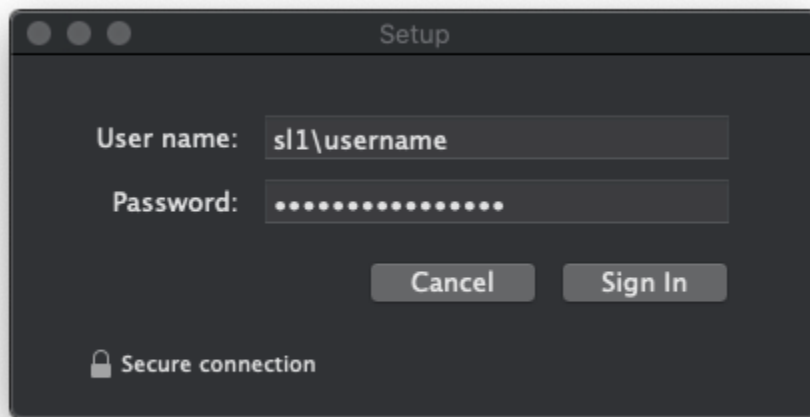 Setup
User name: sl1\username
Password: ••••••••••••••••
Cancel Sign In
Secure connection